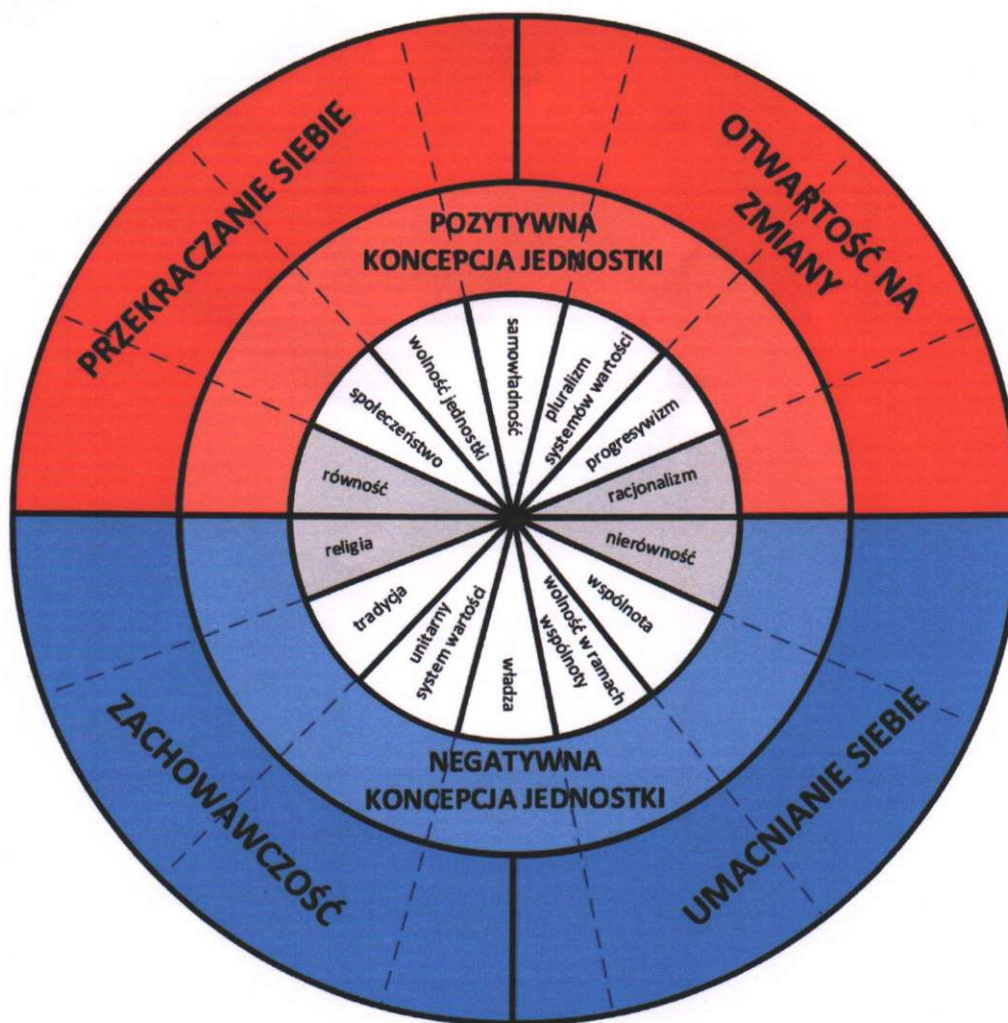 PRZEKRACZANIE SIEBIE
OTWARTOŚĆ NA
ZMIANY
POZYTYWNA
KONCEPCJA JEDNOSTKI
równość
społeczeństwo
wolność jednostki
samowładność
pluralizm
systemów wartości
progresywizm
racjonalizm
nierówność
wspólnota
wolność w ramach
wspólnoty
władza
unitarny
system wartości
tradycja
religia
NEGATYWNA
KONCEPCJA JEDNOSTKI
ZACHOWAWCZOŚĆ
UMACNIANIE SIEBIE